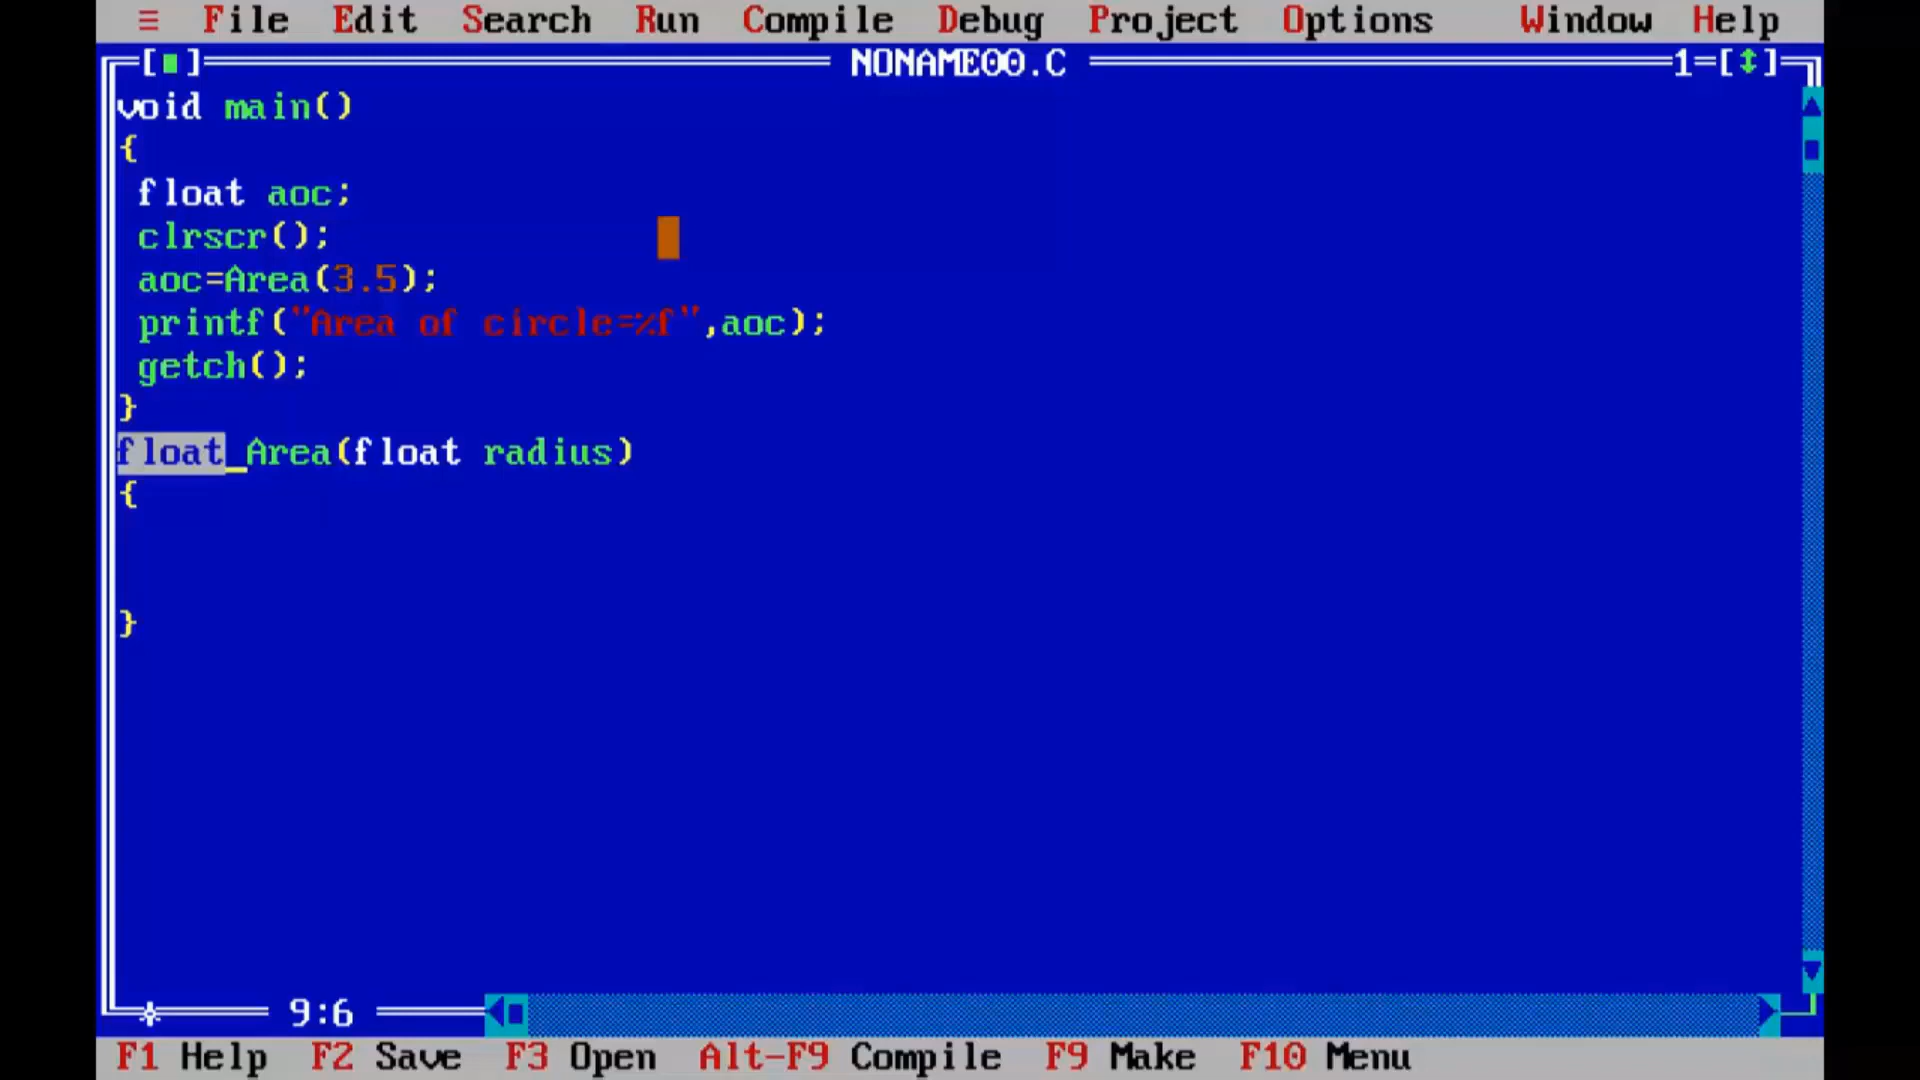 ≡ File Edit Search Run Compile Debug Project Options Window Help
[■] NONAME00.C 1=[↕]
void main()
{
float aoc;
clrscr();
aoc=Area(3.5);
printf("Area of circle=%f",aoc);
getch();
}
float Area(float radius)
{
}
9:6
F1 Help F2 Save F3 Open Alt-F9 Compile F9 Make F10 Menu